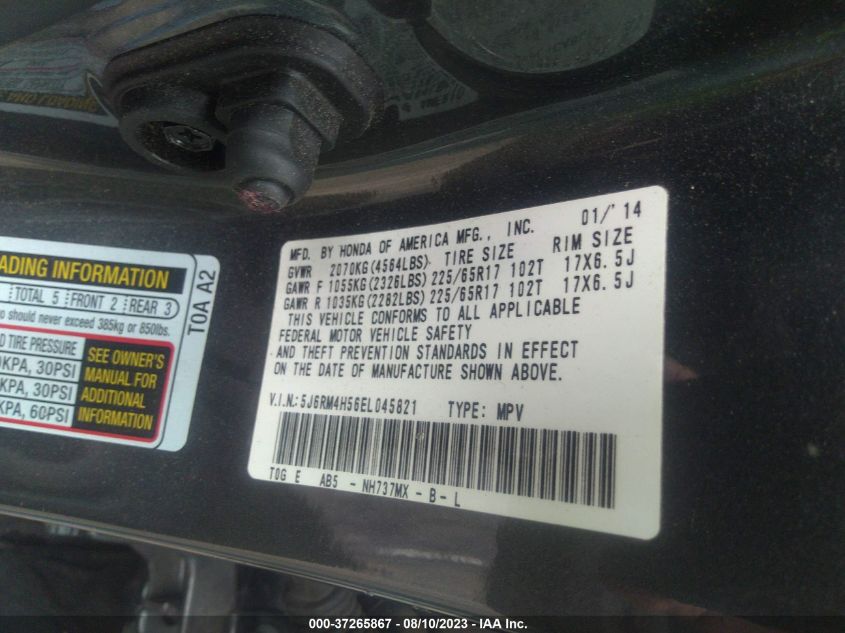 MFD. BY HONDA OF AMERICA MFG., INC. 01/'14
GVWR 2070KG(4564LBS) TIRE SIZE RIM SIZE
GAWR F 1055KG(2326LBS) 225/65R17 102T 17X6.5J
GAWR R 1035KG(2282LBS) 225/65R17 102T 17X6.5J
THIS VEHICLE CONFORMS TO ALL APPLICABLE
FEDERAL MOTOR VEHICLE SAFETY
AND THEFT PREVENTION STANDARDS IN EFFECT
ON THE DATE OF MANUFACTURE SHOWN ABOVE.
V.I.N.:5J6RM4H56EL045821 TYPE: MPV
T0G E AB5 - NH737MX - B - L
ADING INFORMATION
TOTAL 5 FRONT 2 REAR 3
should never exceed 385kg or 850lbs.
TIRE PRESSURE
KPA, 30PSI
KPA, 30PSI
KPA, 60PSI
SEE OWNER'S
MANUAL FOR
ADDITIONAL
INFORMATION
T0A A2
000-37265867 - 08/10/2023 - IAA Inc.